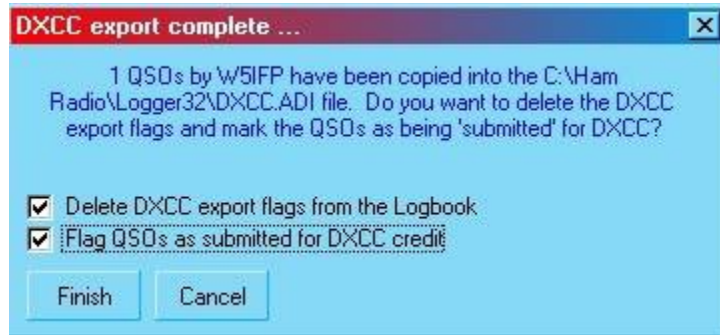 DXCC export complete ...
1 QSOs by W5IFP have been copied into the C:\Ham
Radio\Logger32\DXCC.ADI file. Do you want to delete the DXCC
export flags and mark the QSOs as being 'submitted' for DXCC?
Delete DXCC export flags from the Logbook
Flag QSOs as submitted for DXCC credit
Finish
Cancel